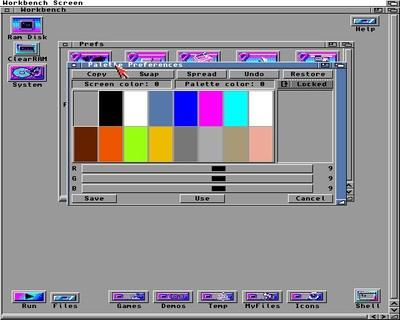 Workbench Screen
Workbench
Ram Disk
Help
Prefs
ClearRAM
Palette Preferences
Copy Swap Spread Undo Restore
Screen color: 0 Palette color: 0 Locked
System
R 9
G 9
B 9
Save Use Cancel
Run Files Games Demos Temp MyFiles Icons Shell